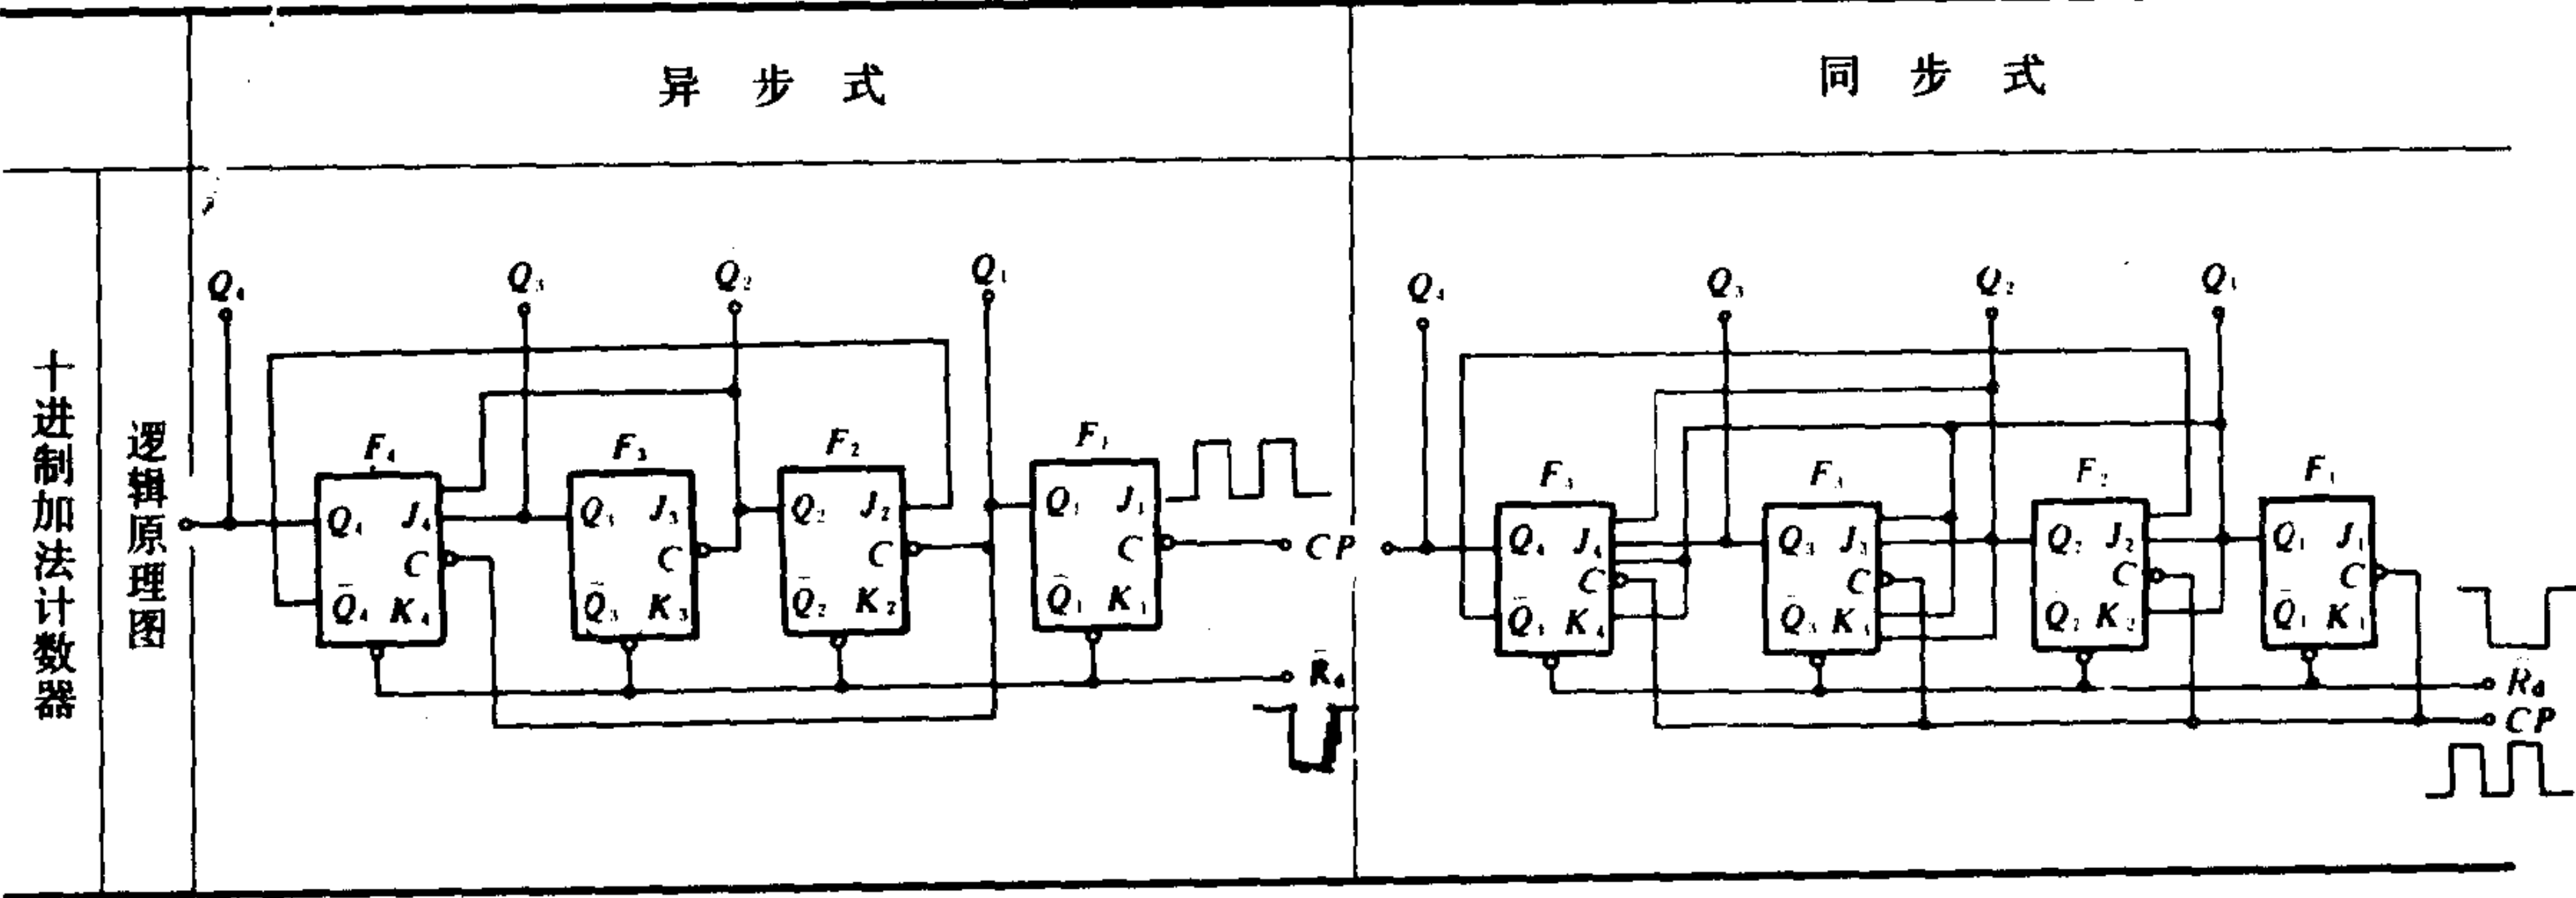 异步式
同步式
十进制加法计数器
逻辑原理图
Q₄ Q₃ Q₂ Q₁
F₄ F₃ F₂ F₁
Q₄ J₄ Q₃ J₃ Q₂ J₂ Q₁ J₁
C C C C CP
Q̄₄ K₄ Q̄₃ K₃ Q̄₂ K₂ Q̄₁ K₁
R̄d
Q₄ Q₃ Q₂ Q₁
F₃ F₃ F₂ F₁
Q₄ J₄ Q₃ J₃ Q₂ J₂ Q₁ J₁
C C C C
Q̄₃ K₄ Q̄₃ K₃ Q̄₂ K₂ Q̄₁ K₁
R̄d
CP